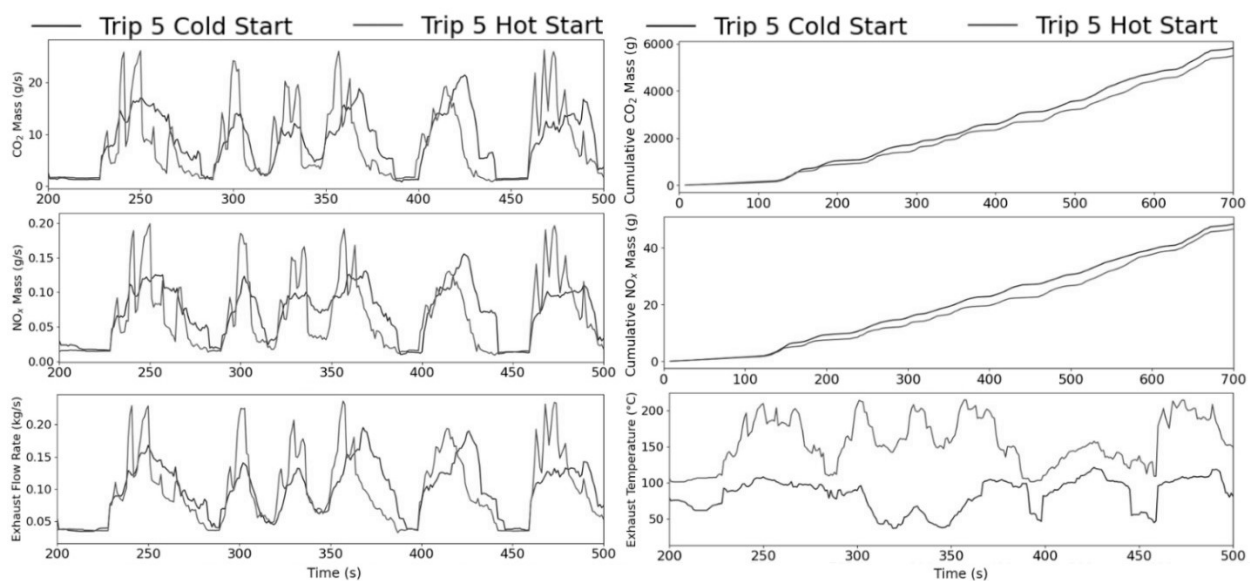 Trip 5 Cold Start Trip 5 Hot Start
CO₂ Mass (g/s)
20
10
0
200 250 300 350 400 450 500
NOₓ Mass (g/s)
0.20
0.15
0.10
0.05
0.00
200 250 300 350 400 450 500
Exhaust Flow Rate (kg/s)
0.20
0.15
0.10
0.05
200 250 300 350 400 450 500
Time (s)
Trip 5 Cold Start Trip 5 Hot Start
Cumulative CO₂ Mass (g)
6000
4000
2000
0
0 100 200 300 400 500 600 700
Cumulative NOₓ Mass (g)
40
20
0
0 100 200 300 400 500 600 700
Exhaust Temperature (°C)
200
150
100
50
200 250 300 350 400 450 500
Time (s)